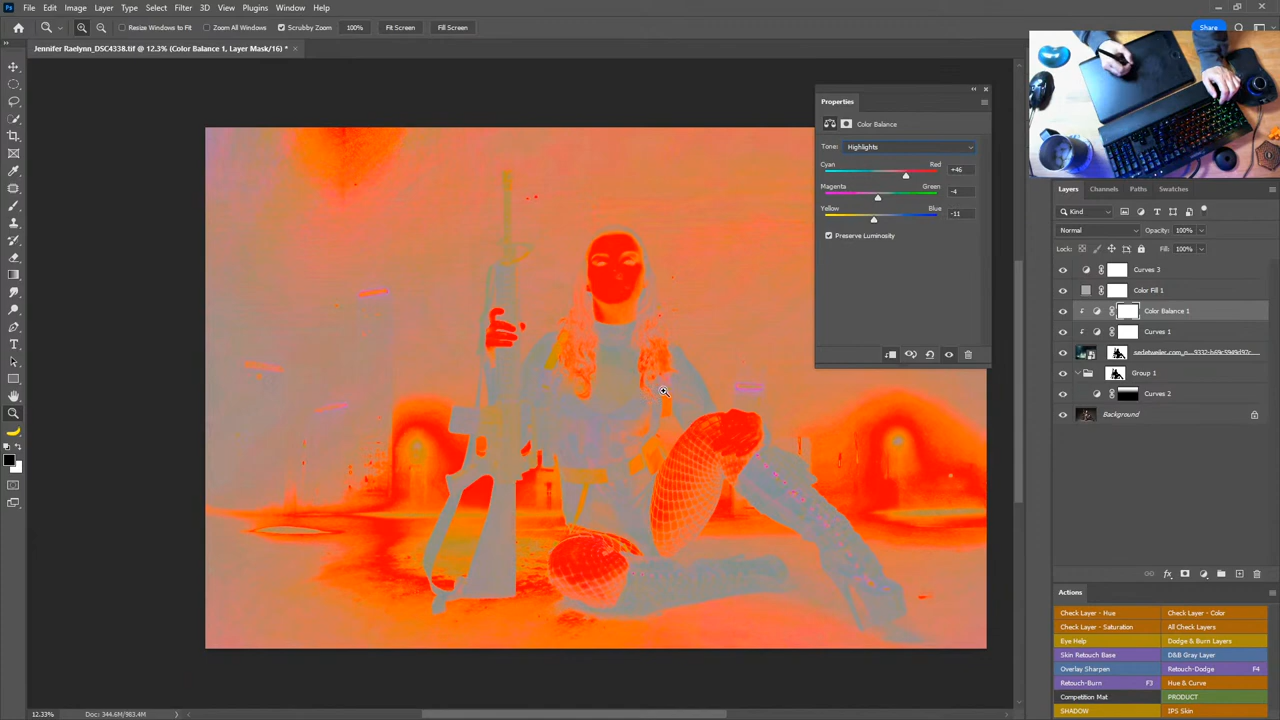 Ps File Edit Image Layer Type Select Filter 3D View Plugins Window Help
Resize Windows to Fit Zoom All Windows Scrubby Zoom 100% Fit Screen Fill Screen Share
Jennifer Raelynn_DSC4338.tif @ 12.3% (Color Balance 1, Layer Mask/16) *
Properties
Color Balance
Tone: Highlights
Cyan Red +46
Magenta Green -4
Yellow Blue -11
Preserve Luminosity
Layers Channels Paths Swatches
Kind
Normal Opacity: 100%
Lock: Fill: 100%
Curves 3
Color Fill 1
Color Balance 1
Curves 1
sedetweiler.com_n...9332-b69c5949d97c...
Group 1
Curves 2
Background
fx
Actions
Check Layer - Hue Check Layer - Color
Check Layer - Saturation All Check Layers
Eye Help Dodge & Burn Layers
Skin Retouch Base D&B Gray Layer
Overlay Sharpen Retouch-Dodge F4
Retouch-Burn F3 Hue & Curve
Competition Mat PRODUCT
SHADOW IPS Skin
12.33% Doc: 344.6M/983.4M